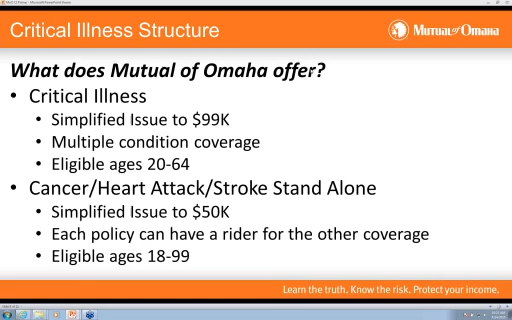 Critical Illness Structure
Mutual of Omaha
What does Mutual of Omaha offer?
• Critical Illness
• Simplified Issue to $99K
• Multiple condition coverage
• Eligible ages 20-64
• Cancer/Heart Attack/Stroke Stand Alone
• Simplified Issue to $50K
• Each policy can have a rider for the other coverage
• Eligible ages 18-99
Learn the truth. Know the risk. Protect your income.